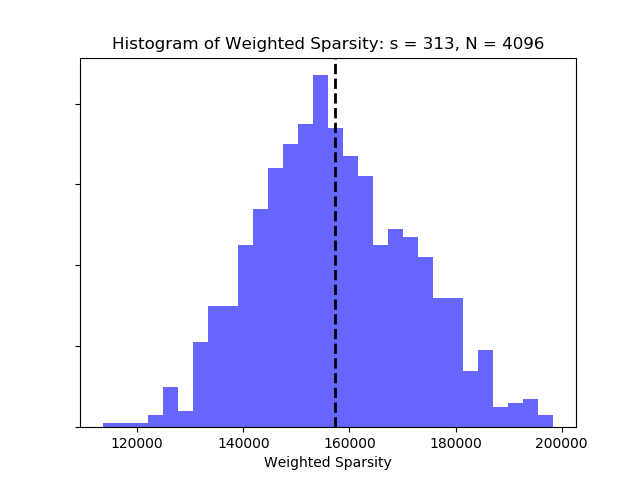 Histogram of Weighted Sparsity: s = 313, N = 4096
120000 140000 160000 180000 200000
Weighted Sparsity